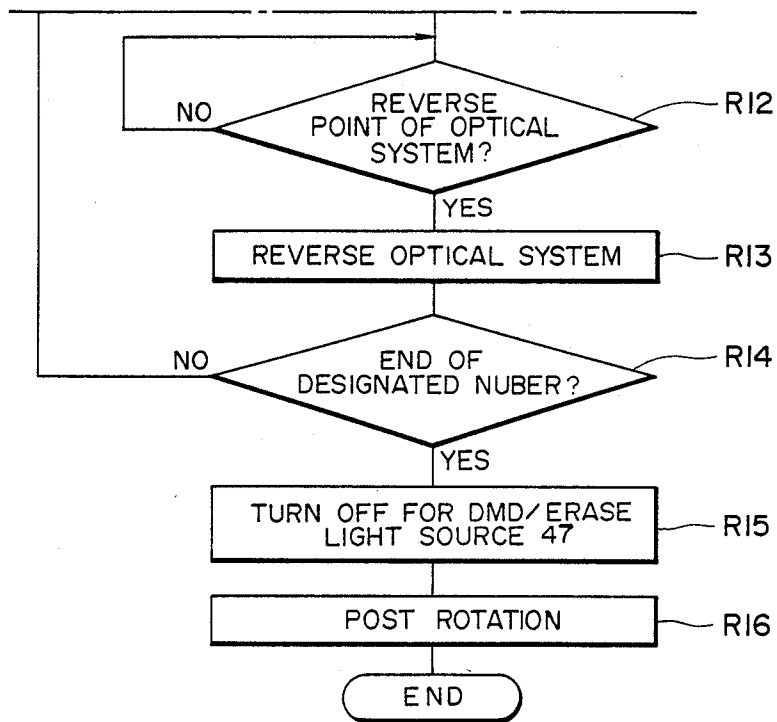 NO
REVERSE
POINT OF OPTICAL
SYSTEM?
R12
YES
REVERSE OPTICAL SYSTEM
R13
NO
END OF
DESIGNATED NUBER?
R14
YES
TURN OFF FOR DMD/ERASE
LIGHT SOURCE 47
R15
POST ROTATION
R16
END